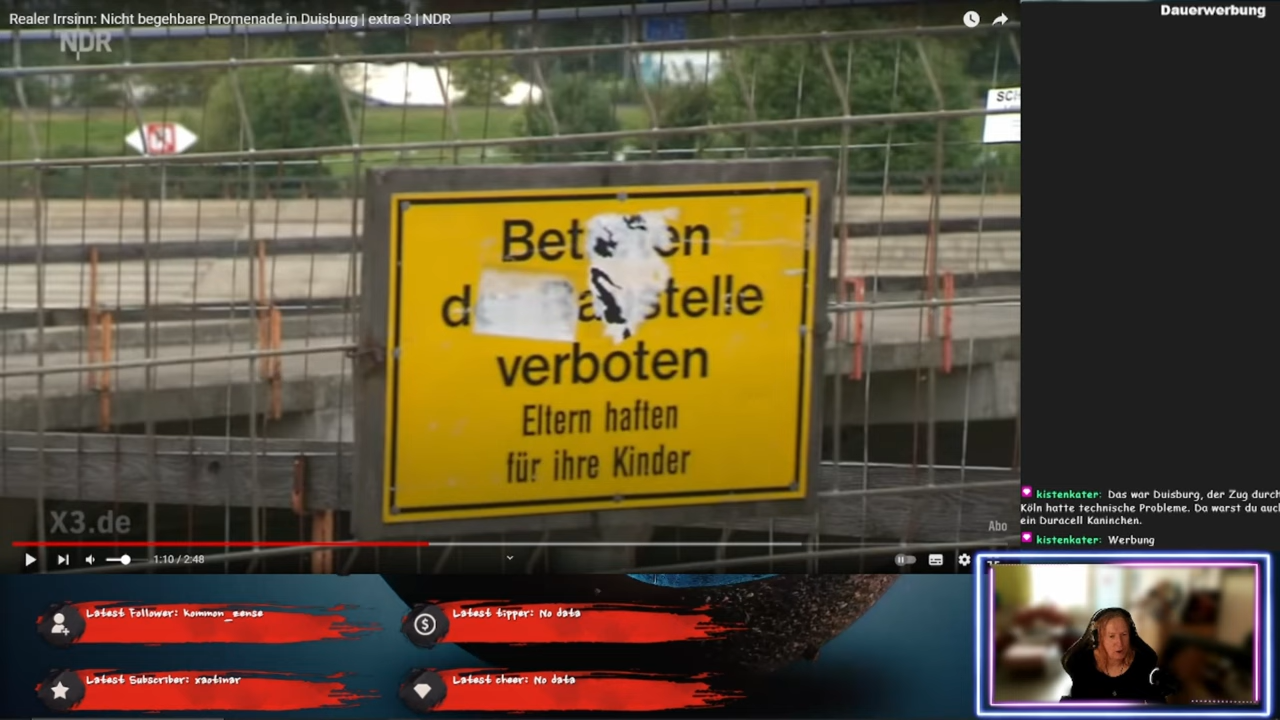 Realer Irrsinn: Nicht begehbare Promenade in Duisburg | extra 3 | NDR
NDR
Dauerwerbung
SCH
Bet en
d stelle
verboten
Eltern haften
für ihre Kinder
X3.de
Abo
1:10 / 2:48
kistenkater: Das war Duisburg, der Zug durch
Köln hatte technische Probleme. Da warst du auch
ein Duracell Kaninchen.
kistenkater: Werbung
Latest Follower: Kommon_zense
Latest tipper: No data
Latest Subscriber: xaotinar
Latest cheer: No data